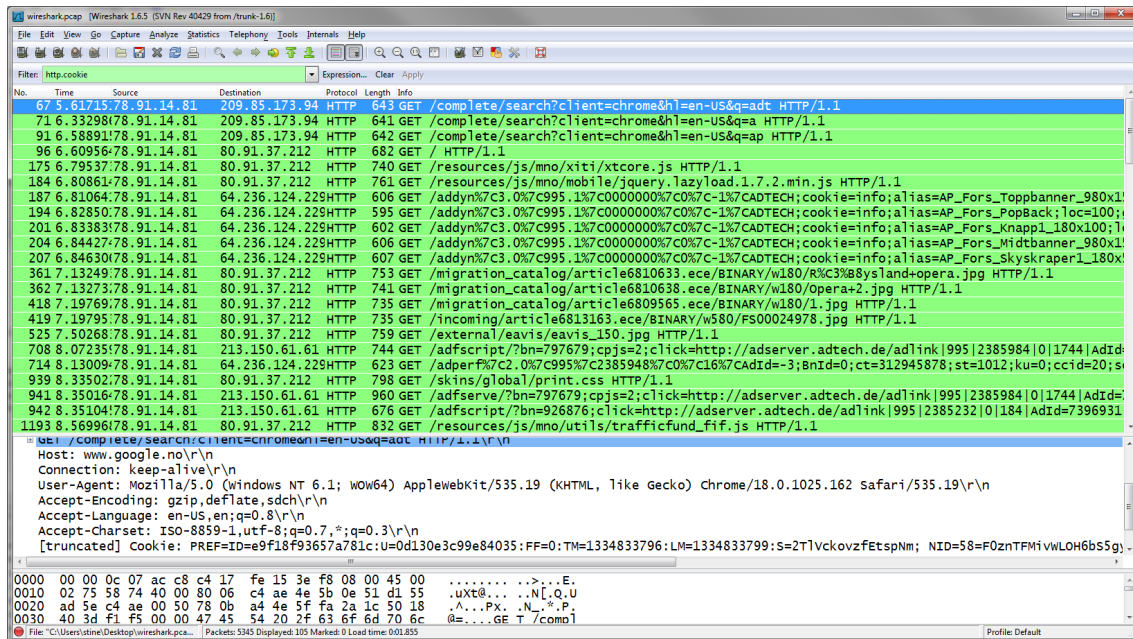 wireshark.pcap [Wireshark 1.6.5 (SVN Rev 40429 from /trunk-1.6)]
File Edit View Go Capture Analyze Statistics Telephony Tools Internals Help
Filter: http.cookie Expression... Clear Apply
No. Time Source Destination Protocol Length Info
67 5.61715 78.91.14.81 209.85.173.94 HTTP 643 GET /complete/search?client=chrome&hl=en-US&q=adt HTTP/1.1
71 6.33298 78.91.14.81 209.85.173.94 HTTP 641 GET /complete/search?client=chrome&hl=en-US&q=a HTTP/1.1
91 6.58891 78.91.14.81 209.85.173.94 HTTP 642 GET /complete/search?client=chrome&hl=en-US&q=ap HTTP/1.1
96 6.60956 78.91.14.81 80.91.37.212 HTTP 682 GET / HTTP/1.1
175 6.79537 78.91.14.81 80.91.37.212 HTTP 740 GET /resources/js/mno/xiti/xtcore.js HTTP/1.1
184 6.80861 78.91.14.81 80.91.37.212 HTTP 761 GET /resources/js/mno/mobile/jquery.lazyload.1.7.2.min.js HTTP/1.1
187 6.81064 78.91.14.81 64.236.124.229 HTTP 606 GET /addyn%7C3.0%7C995.1%7C0000000%7C0%7C-1%7CADTECH;cookie=info;alias=AP_Fors_Toppbanner_980x1
194 6.82850 78.91.14.81 64.236.124.229 HTTP 595 GET /addyn%7C3.0%7C995.1%7C0000000%7C0%7C-1%7CADTECH;cookie=info;alias=AP_Fors_PopBack;loc=100;
201 6.83383 78.91.14.81 64.236.124.229 HTTP 602 GET /addyn%7C3.0%7C995.1%7C0000000%7C0%7C-1%7CADTECH;cookie=info;alias=AP_Fors_Knapp1_180x100;l
204 6.84427 78.91.14.81 64.236.124.229 HTTP 606 GET /addyn%7C3.0%7C995.1%7C0000000%7C0%7C-1%7CADTECH;cookie=info;alias=AP_Fors_Midtbanner_980x1
207 6.84630 78.91.14.81 64.236.124.229 HTTP 607 GET /addyn%7C3.0%7C995.1%7C0000000%7C0%7C-1%7CADTECH;cookie=info;alias=AP_Fors_Skyskraper1_180x
361 7.13249 78.91.14.81 80.91.37.212 HTTP 753 GET /migration_catalog/article6810633.ece/BINARY/w180/R%C3%B8ysland+opera.jpg HTTP/1.1
362 7.13273 78.91.14.81 80.91.37.212 HTTP 741 GET /migration_catalog/article6810638.ece/BINARY/w180/Opera+2.jpg HTTP/1.1
418 7.19769 78.91.14.81 80.91.37.212 HTTP 735 GET /migration_catalog/article6809565.ece/BINARY/w180/1.jpg HTTP/1.1
419 7.19795 78.91.14.81 80.91.37.212 HTTP 735 GET /incoming/article6813163.ece/BINARY/w580/FS00024978.jpg HTTP/1.1
525 7.50268 78.91.14.81 80.91.37.212 HTTP 759 GET /external/eavis/eavis_150.jpg HTTP/1.1
708 8.07235 78.91.14.81 213.150.61.61 HTTP 744 GET /adfscript/?bn=797679;cpjs=2;click=http://adserver.adtech.de/adlink|995|2385984|0|1744|AdId=
714 8.13009 78.91.14.81 64.236.124.229 HTTP 623 GET /adperf%7C2.0%7C995%7C2385948%7C0%7C16%7CAdId=-3;BnId=0;ct=312945878;st=1012;ku=0;ccid=20;s
939 8.33502 78.91.14.81 80.91.37.212 HTTP 798 GET /skins/global/print.css HTTP/1.1
941 8.35016 78.91.14.81 213.150.61.61 HTTP 960 GET /adfserve/?bn=797679;cpjs=2;click=http://adserver.adtech.de/adlink|995|2385984|0|1744|AdId=
942 8.35104 78.91.14.81 213.150.61.61 HTTP 676 GET /adfscript/?bn=926876;click=http://adserver.adtech.de/adlink|995|2385232|0|184|AdId=7396931
1193 8.56996 78.91.14.81 80.91.37.212 HTTP 832 GET /resources/js/mno/utils/trafficfund_fif.js HTTP/1.1
GET /complete/search?client=chrome&hl=en-US&q=adt HTTP/1.1\r\n
Host: www.google.no\r\n
Connection: keep-alive\r\n
User-Agent: Mozilla/5.0 (Windows NT 6.1; WOW64) AppleWebKit/535.19 (KHTML, like Gecko) Chrome/18.0.1025.162 Safari/535.19\r\n
Accept-Encoding: gzip,deflate,sdch\r\n
Accept-Language: en-US,en;q=0.8\r\n
Accept-Charset: ISO-8859-1,utf-8;q=0.7,*;q=0.3\r\n
[truncated] Cookie: PREF=ID=e9f18f93657a781c:U=0d130e3c99e84035:FF=0:TM=1334833796:LM=1334833799:S=2TlVckovzfEtspNm; NID=58=F0znTFMivWLOH6bS5gy
0000 00 00 0c 07 ac c8 c4 17 fe 15 3e f8 08 00 45 00 ........ ..>...E.
0010 02 75 58 74 40 00 80 06 c4 ae 4e 5b 0e 51 d1 55 .uXt@... ..N[.Q.U
0020 ad 5e c4 ae 00 50 78 0b a4 4e 5f fa 2a 1c 50 18 .^...Px. .N_.*.P.
0030 40 3d f1 f5 00 00 47 45 54 20 2f 63 6f 6d 70 6c @=....GE T /compl
File: "C:\Users\stine\Desktop\wireshark.pca... Packets: 5345 Displayed: 105 Marked: 0 Load time: 0:01.855 Profile: Default